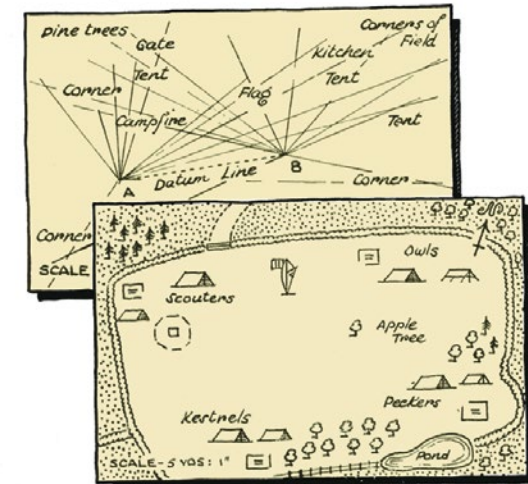 Pine trees
Gate
Corners of
Field
Kitchen
Tent
Tent
Corner
Flag
Campfire
Tent
A
Datum Line
B
Corner
Corner
SCALE
N
Owls
Scouters
Apple
Tree
Peckers
Kestrels
SCALE - 5 YDS : 1"
Pond